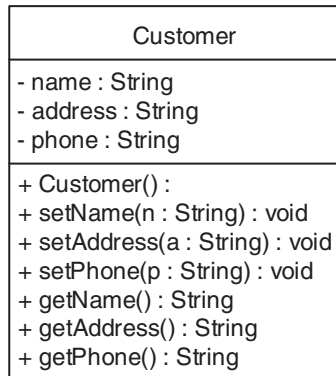 Customer
- name : String
- address : String
- phone : String
+ Customer() :
+ setName(n : String) : void
+ setAddress(a : String) : void
+ setPhone(p : String) : void
+ getName() : String
+ getAddress() : String
+ getPhone() : String